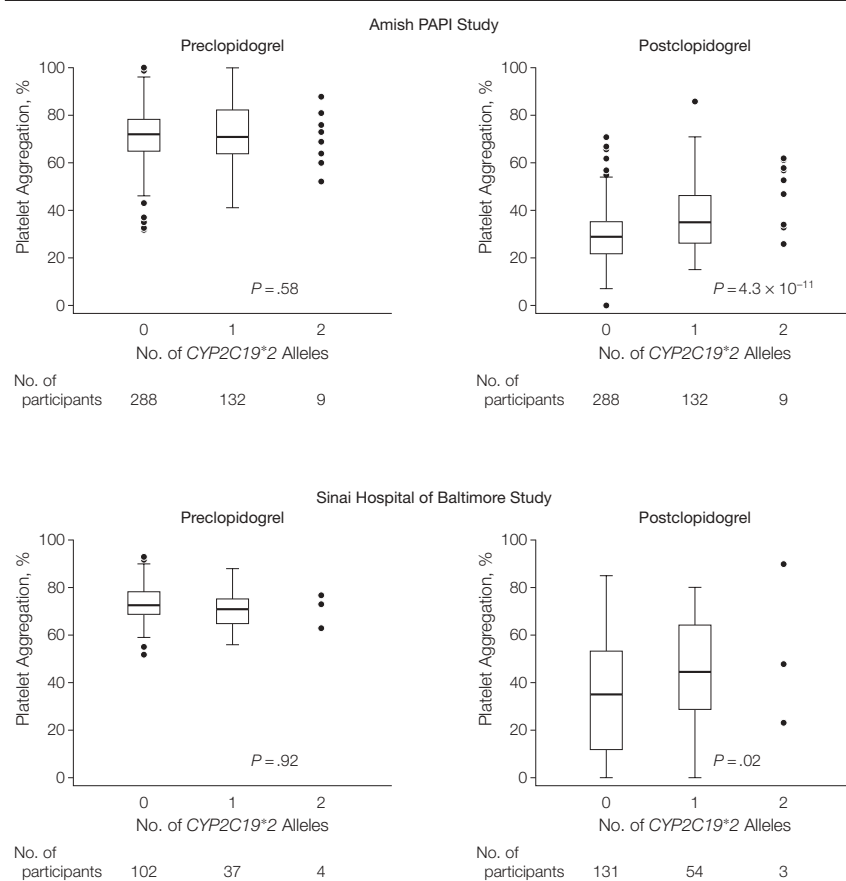 Amish PAPI Study
Preclopidogrel
100
80
60
40
20
0
Platelet Aggregation, %
P = .58
0 1 2
No. of CYP2C19*2 Alleles
No. of
participants 288 132 9
Postclopidogrel
100
80
60
40
20
0
Platelet Aggregation, %
P = 4.3 × 10⁻¹¹
0 1 2
No. of CYP2C19*2 Alleles
No. of
participants 288 132 9
Sinai Hospital of Baltimore Study
Preclopidogrel
100
80
60
40
20
0
Platelet Aggregation, %
P = .92
0 1 2
No. of CYP2C19*2 Alleles
No. of
participants 102 37 4
Postclopidogrel
100
80
60
40
20
0
Platelet Aggregation, %
P = .02
0 1 2
No. of CYP2C19*2 Alleles
No. of
participants 131 54 3